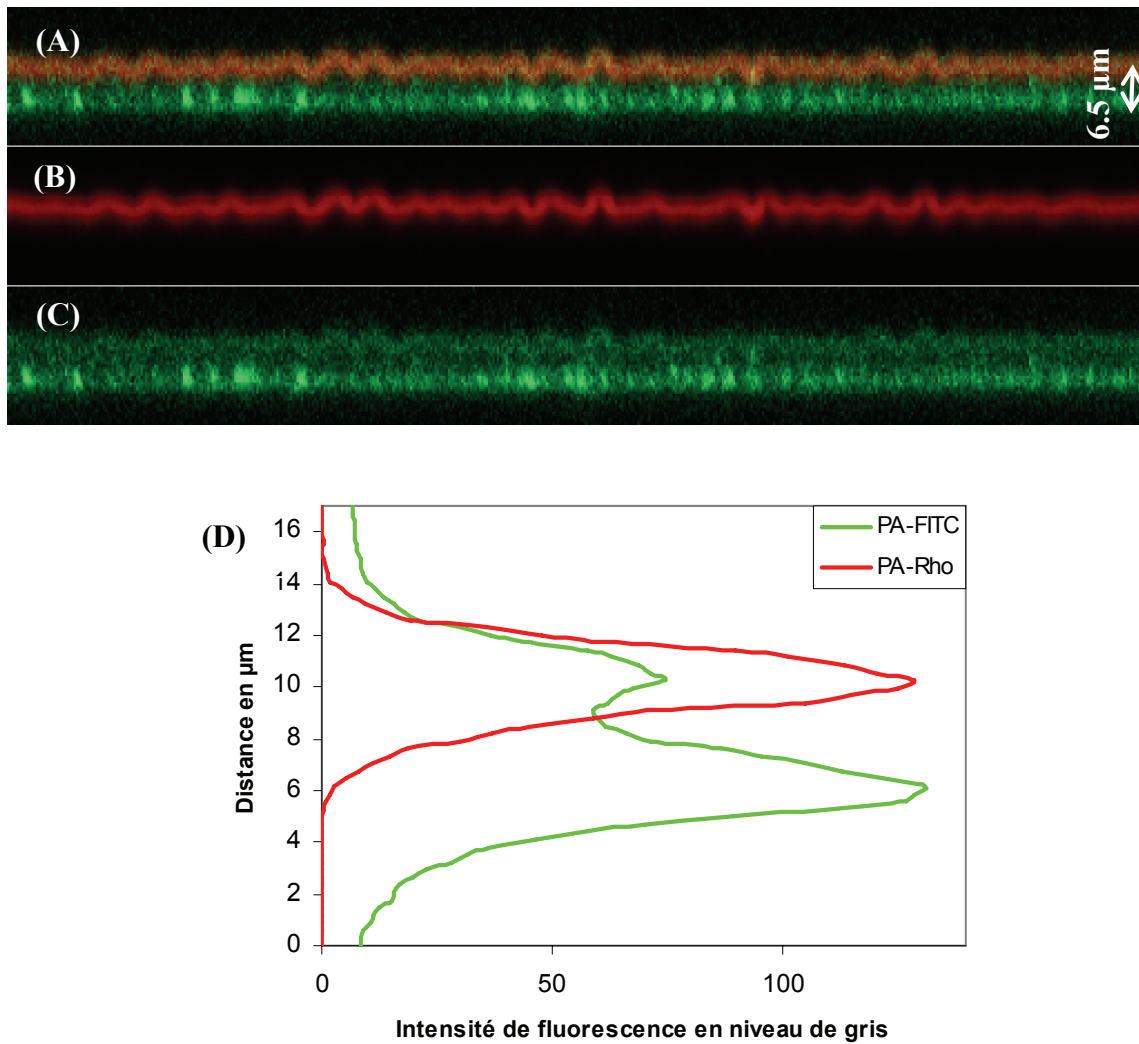 (A)
6.5 µm
(B)
(C)
(D)
PA-FITC
PA-Rho
16
14
12
10
8
6
4
2
0
Distance en µm
0 50 100
Intensité de fluorescence en niveau de gris